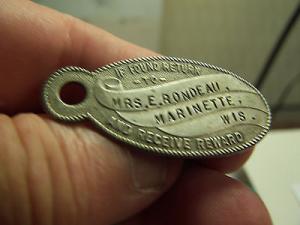 IF FOUND RETURN
-TO-
MRS. E. RONDEAU.
MARINETTE.
WIS.
AND RECEIVE REWARD